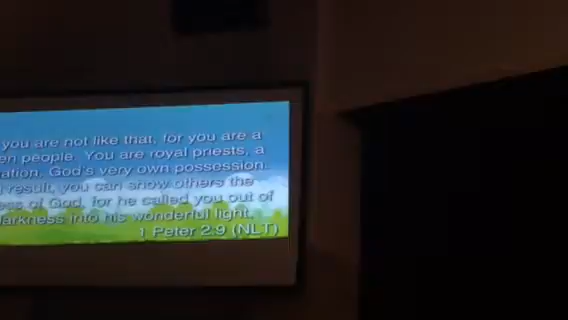 you are not like that, for you are a
en people. You are royal priests, a
ation, God's very own possession.
result, you can show others the
ess of God, for he called you out of
darkness into his wonderful light.
1 Peter 2:9 (NLT)